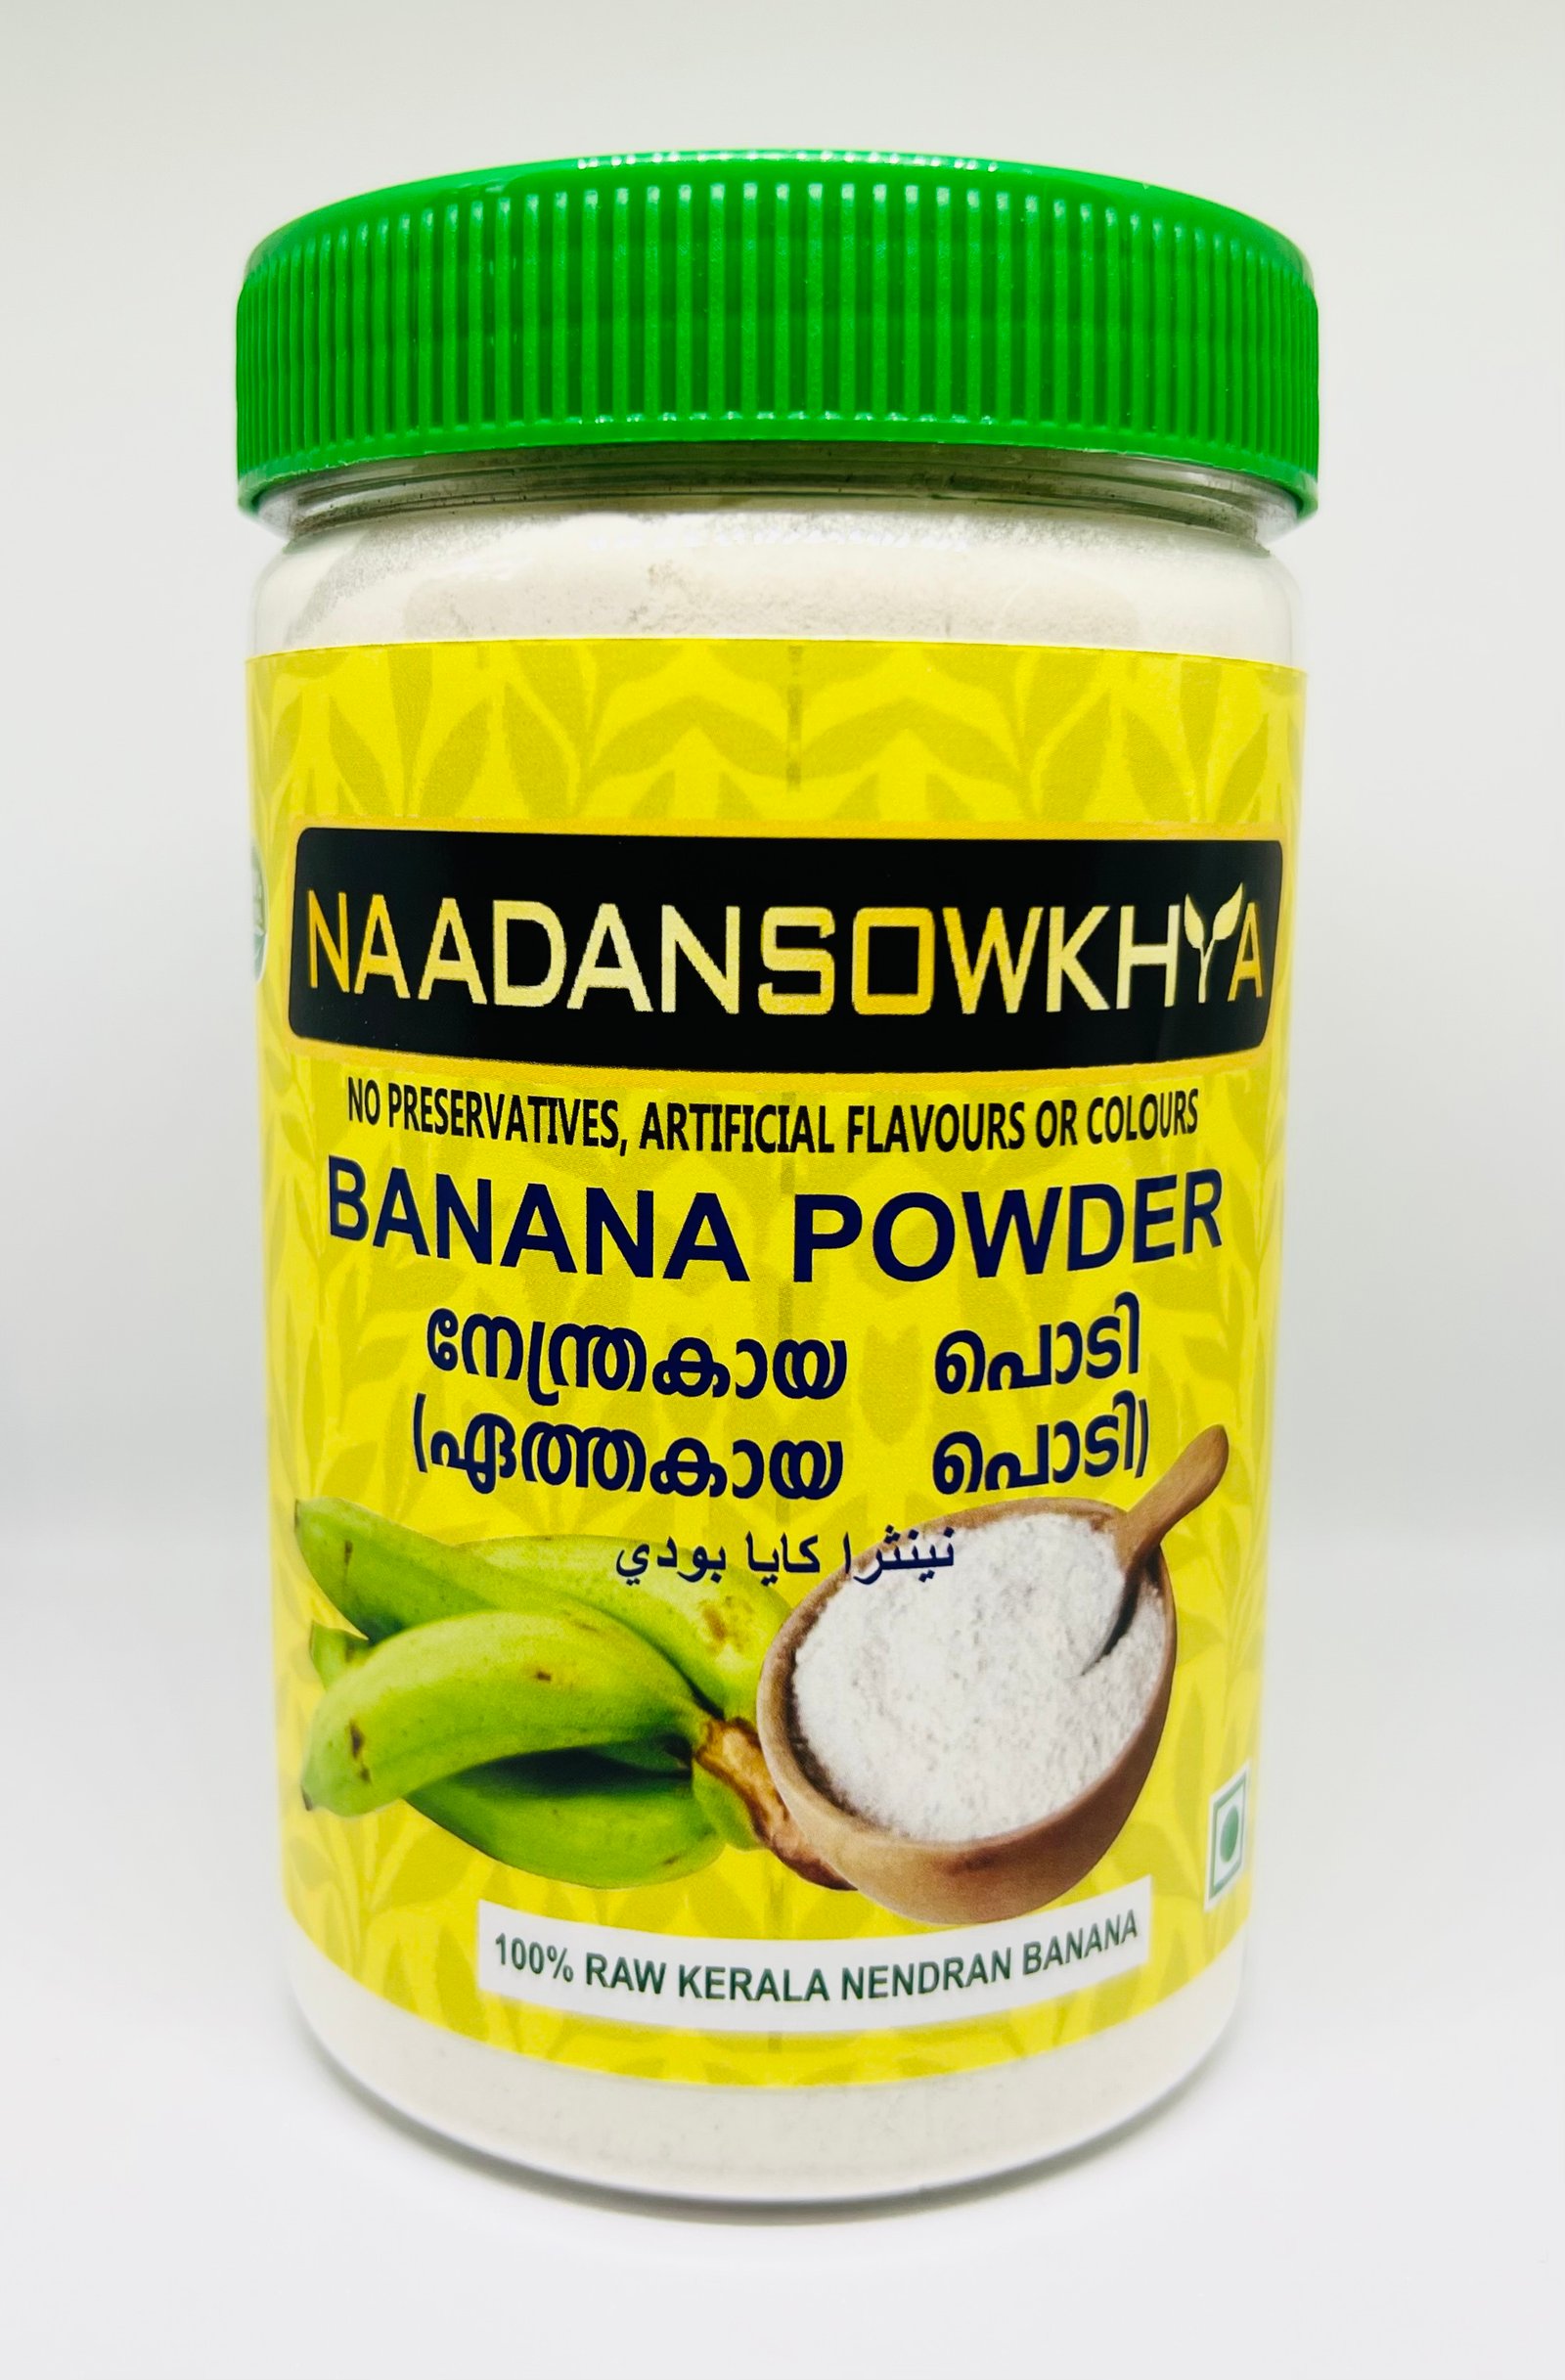 NAADANSOWKHYA
NO PRESERVATIVES, ARTIFICIAL FLAVOURS OR COLOURS
BANANA POWDER
നേന്ത്രകായ പൊടി
(ഏത്തകായ പൊടി)
نينثرا كايا بودي
100% RAW KERALA NENDRAN BANANA